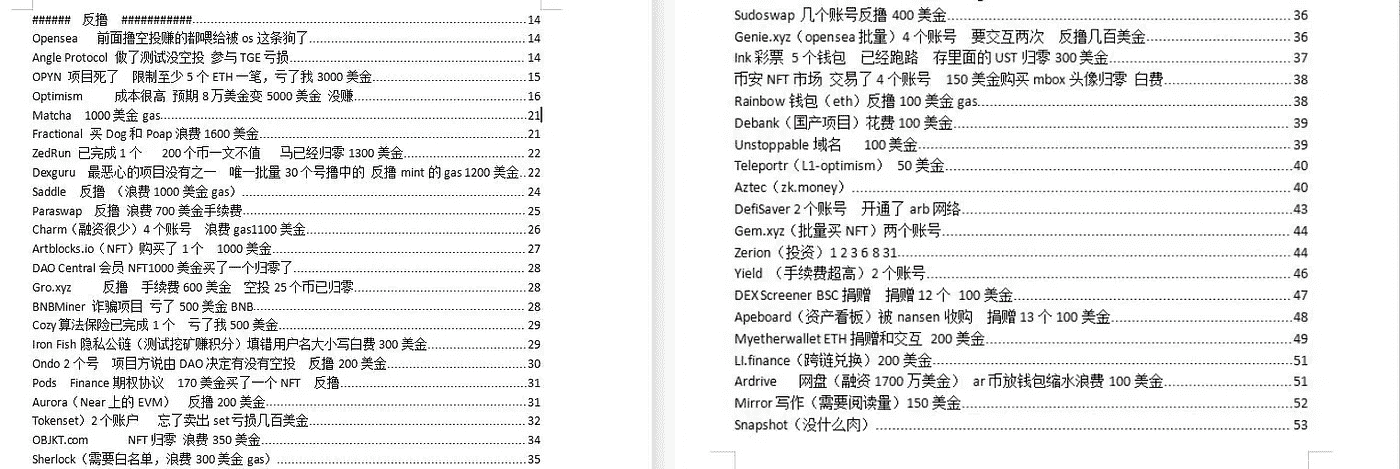 ###### 反撸 ########### 14
Opensea 前面撸空投赚的都喂给被 os 这条狗了 14
Angle Protocol 做了测试没空投 参与 TGE 亏损 14
OPYN 项目死了 限制至少 5 个 ETH 一笔，亏了我 3000 美金 15
Optimism 成本很高 预期 8 万美金变 5000 美金 没赚 16
Matcha 1000 美金 gas 21
Fractional 买 Dog 和 Poap 浪费 1600 美金 21
ZedRun 已完成 1 个 200 个币一文不值 马已经归零 1300 美金 22
Dexguru 最恶心的项目没有之一 唯一批量 30 个号撸中的 反撸 mint 的 gas 1200 美金 22
Saddle 反撸 （浪费 1000 美金 gas） 24
Paraswap 反撸 浪费 700 美金手续费 25
Charm（融资很少）4 个账号 浪费 gas1100 美金 26
Artblocks.io（NFT）购买了 1 个 1000 美金 27
DAO Central 会员 NFT1000 美金买了一个归零了 28
Gro.xyz 反撸 手续费 600 美金 空投 25 个币已归零 28
BNBMiner 诈骗项目 亏了 500 美金 BNB 28
Cozy 算法保险已完成 1 个 亏了我 500 美金 29
Iron Fish 隐私公链（测试挖矿赚积分）填错用户名大小写白费 300 美金 29
Ondo 2 个号 项目方说由 DAO 决定有没有空投 反撸 200 美金 30
Pods Finance 期权协议 170 美金买了一个 NFT 反撸 31
Aurora（Near 上的 EVM） 反撸 200 美金 31
Tokenset）2 个账户 忘了卖出 set 亏损几百美金 32
OBJKT.com NFT 归零 浪费 350 美金 34
Sherlock（需要白名单，浪费 300 美金 gas） 35
Sudoswap 几个账号反撸 400 美金 36
Genie.xyz（opensea 批量）4 个账号 要交互两次 反撸几百美金 36
Ink 彩票 5 个钱包 已经跑路 存里面的 UST 归零 300 美金 37
币安 NFT 市场 交易了 4 个账号 150 美金购买 mbox 头像归零 白费 38
Rainbow 钱包（eth）反撸 100 美金 gas 38
Debank（国产项目）花费 100 美金 39
Unstoppable 域名 100 美金 39
Teleportr（L1-optimism） 50 美金 40
Aztec（zk.money） 40
DefiSaver 2 个账号 开通了 arb 网络 43
Gem.xyz（批量买 NFT）两个账号 44
Zerion（投资）1 2 3 6 8 31 44
Yield （手续费超高）2 个账号 46
DEX Screener BSC 捐赠 捐赠 12 个 100 美金 47
Apeboard（资产看板）被 nansen 收购 捐赠 13 个 100 美金 48
Myetherwallet ETH 捐赠和交互 200 美金 49
LI.finance（跨链兑换）200 美金 51
Ardrive 网盘（融资 1700 万美金） ar 币放钱包缩水浪费 100 美金 51
Mirror 写作（需要阅读量）150 美金 52
Snapshot（没什么肉） 53